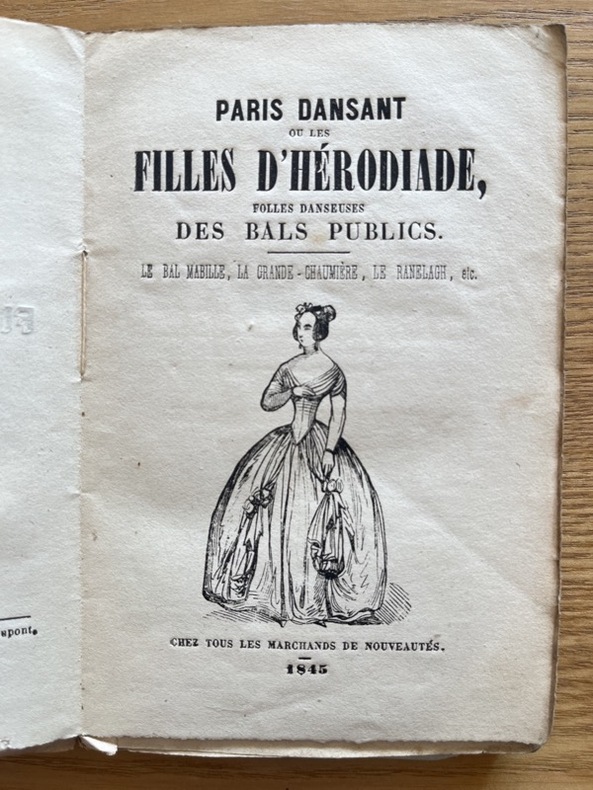 PARIS DANSANT
OU LES
FILLES D'HÉRODIADE,
FOLLES DANSEUSES
DES BALS PUBLICS.
LE BAL MABILLE, LA GRANDE-CHAUMIÈRE, LE RANELAGH, etc.
CHEZ TOUS LES MARCHANDS DE NOUVEAUTÉS.
1845